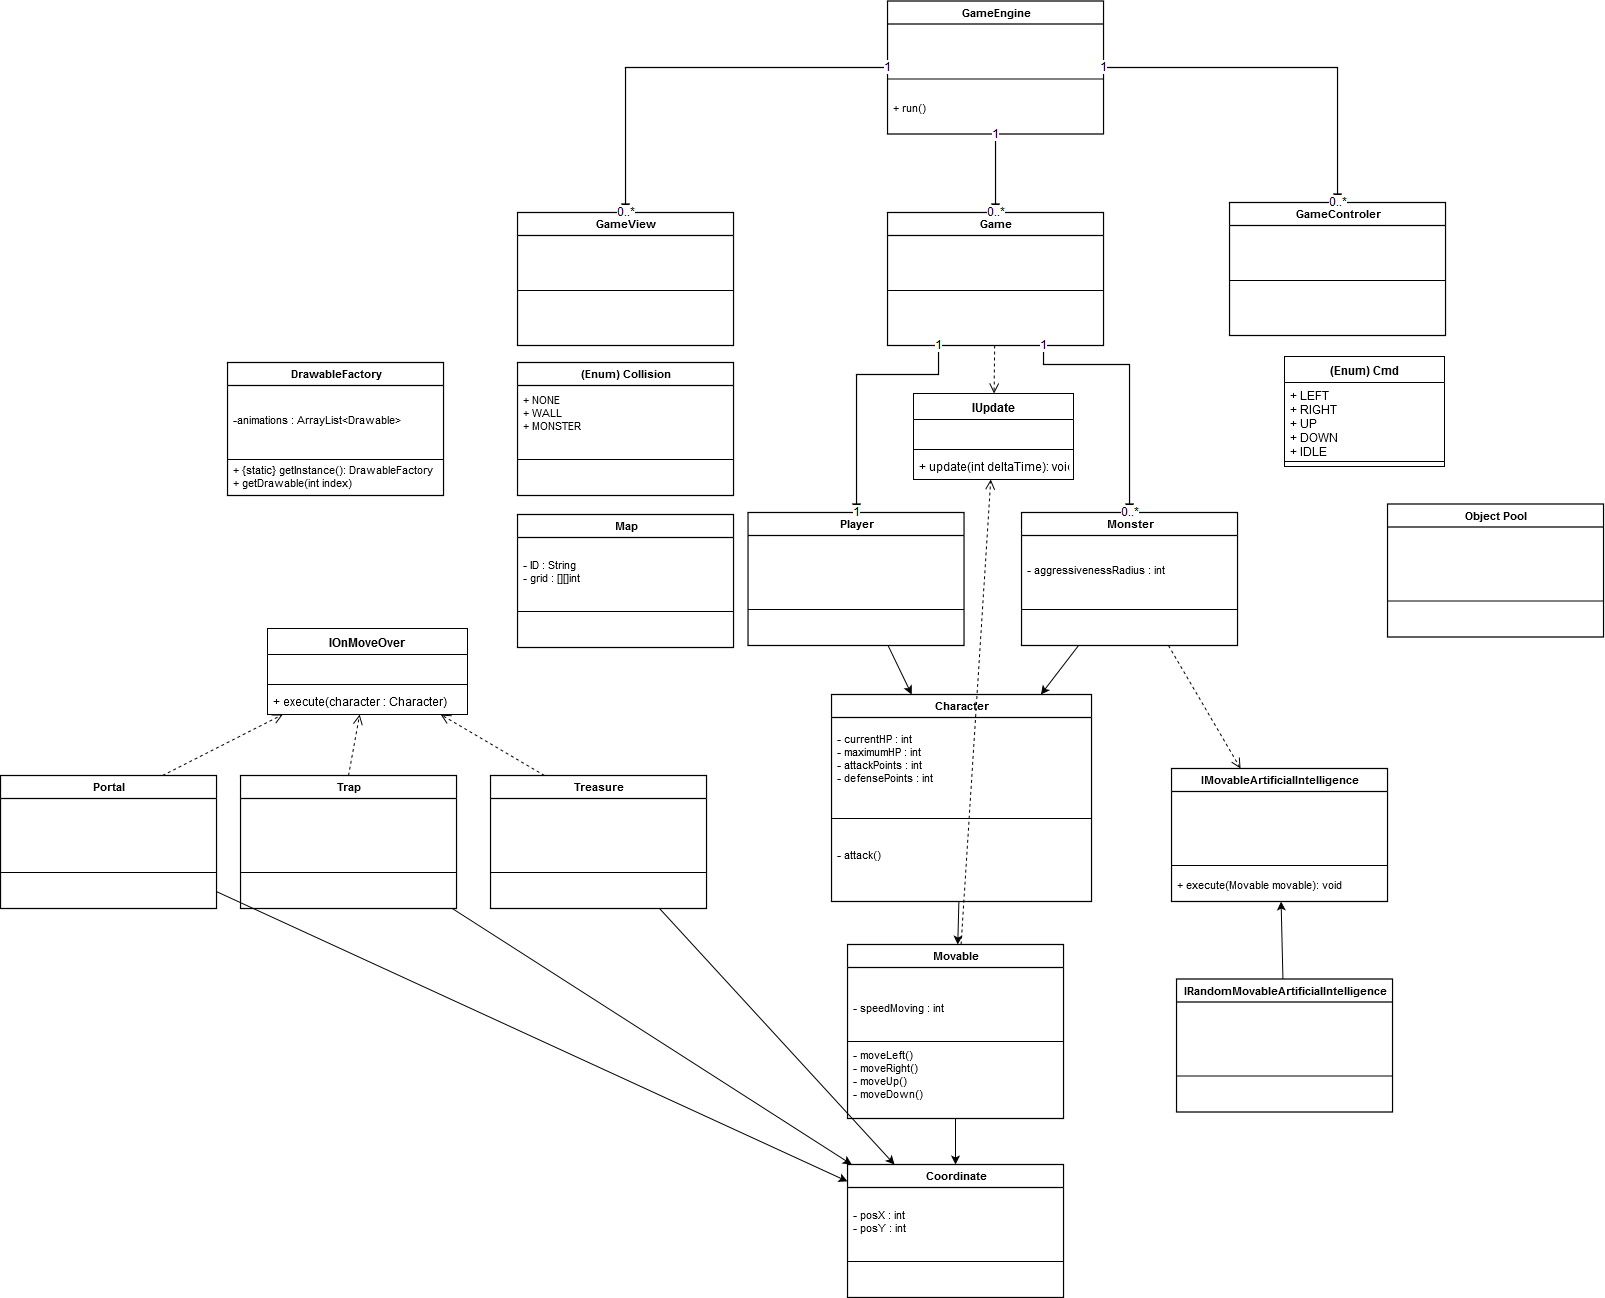 GameEngine
1
1
+ run()
1
0..*
GameView
0..*
Game
0..*
GameControler
1
1
DrawableFactory
-animations : ArrayList<Drawable>
+ {static} getInstance(): DrawableFactory
+ getDrawable(int index)
(Enum) Collision
+ NONE
+ WALL
+ MONSTER
IUpdate
+ update(int deltaTime): voi
(Enum) Cmd
+ LEFT
+ RIGHT
+ UP
+ DOWN
+ IDLE
Map
- ID : String
- grid : [][]int
1
Player
0..*
Monster
- aggressivenessRadius : int
Object Pool
IOnMoveOver
+ execute(character : Character)
Character
- currentHP : int
- maximumHP : int
- attackPoints : int
- defensePoints : int
- attack()
Portal
Trap
Treasure
IMovableArtificialIntelligence
+ execute(Movable movable): void
Movable
- speedMoving : int
- moveLeft()
- moveRight()
- moveUp()
- moveDown()
IRandomMovableArtificialIntelligence
Coordinate
- posX : int
- posY : int